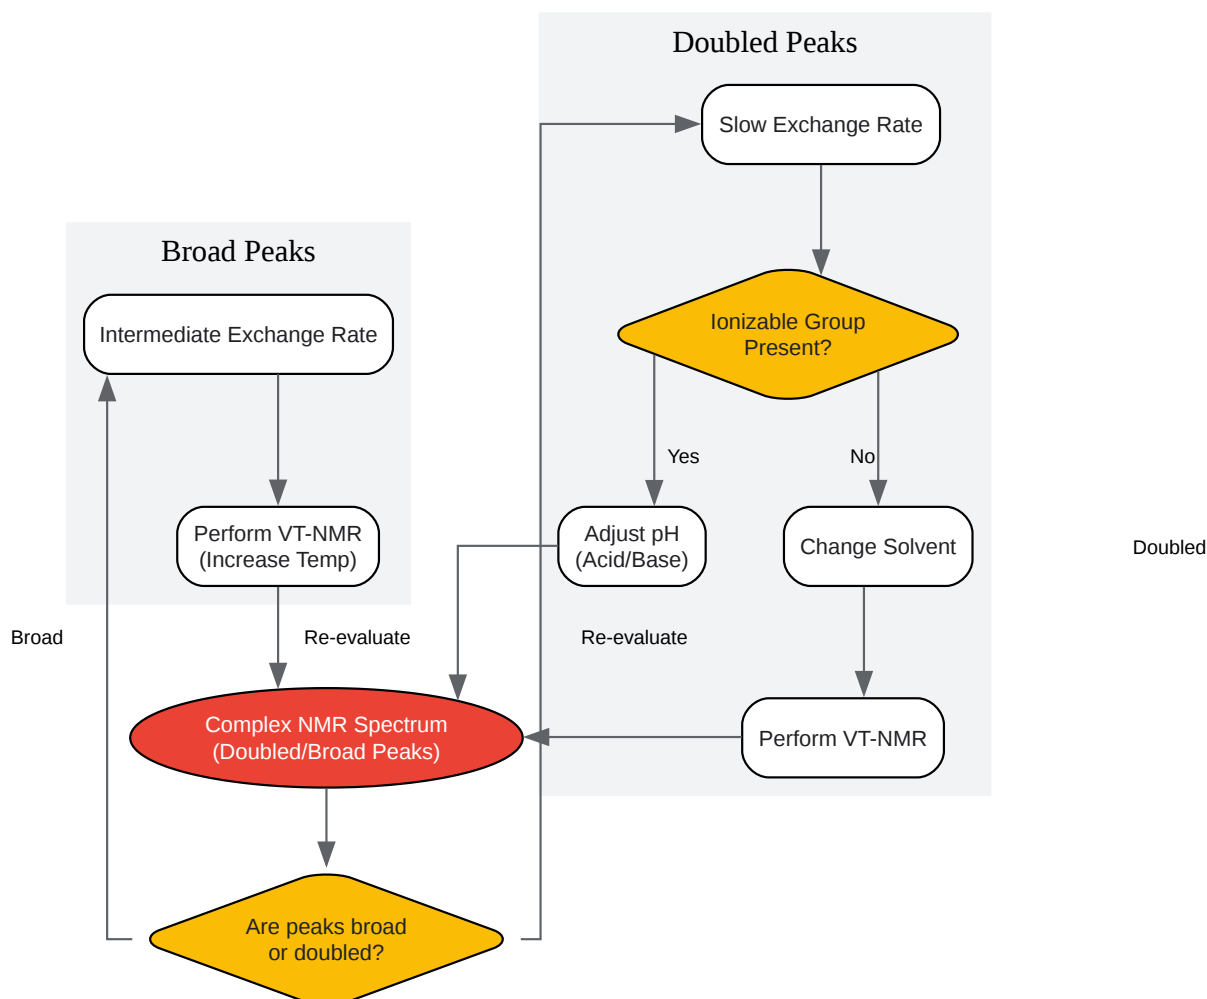 Doubled Peaks
Slow Exchange Rate
Broad Peaks
Intermediate Exchange Rate
Ionizable Group
Present?
Yes
No
Perform VT-NMR
(Increase Temp)
Adjust pH
(Acid/Base)
Change Solvent
Doubled
Broad
Re-evaluate
Re-evaluate
Complex NMR Spectrum
(Doubled/Broad Peaks)
Perform VT-NMR
Are peaks broad
or doubled?